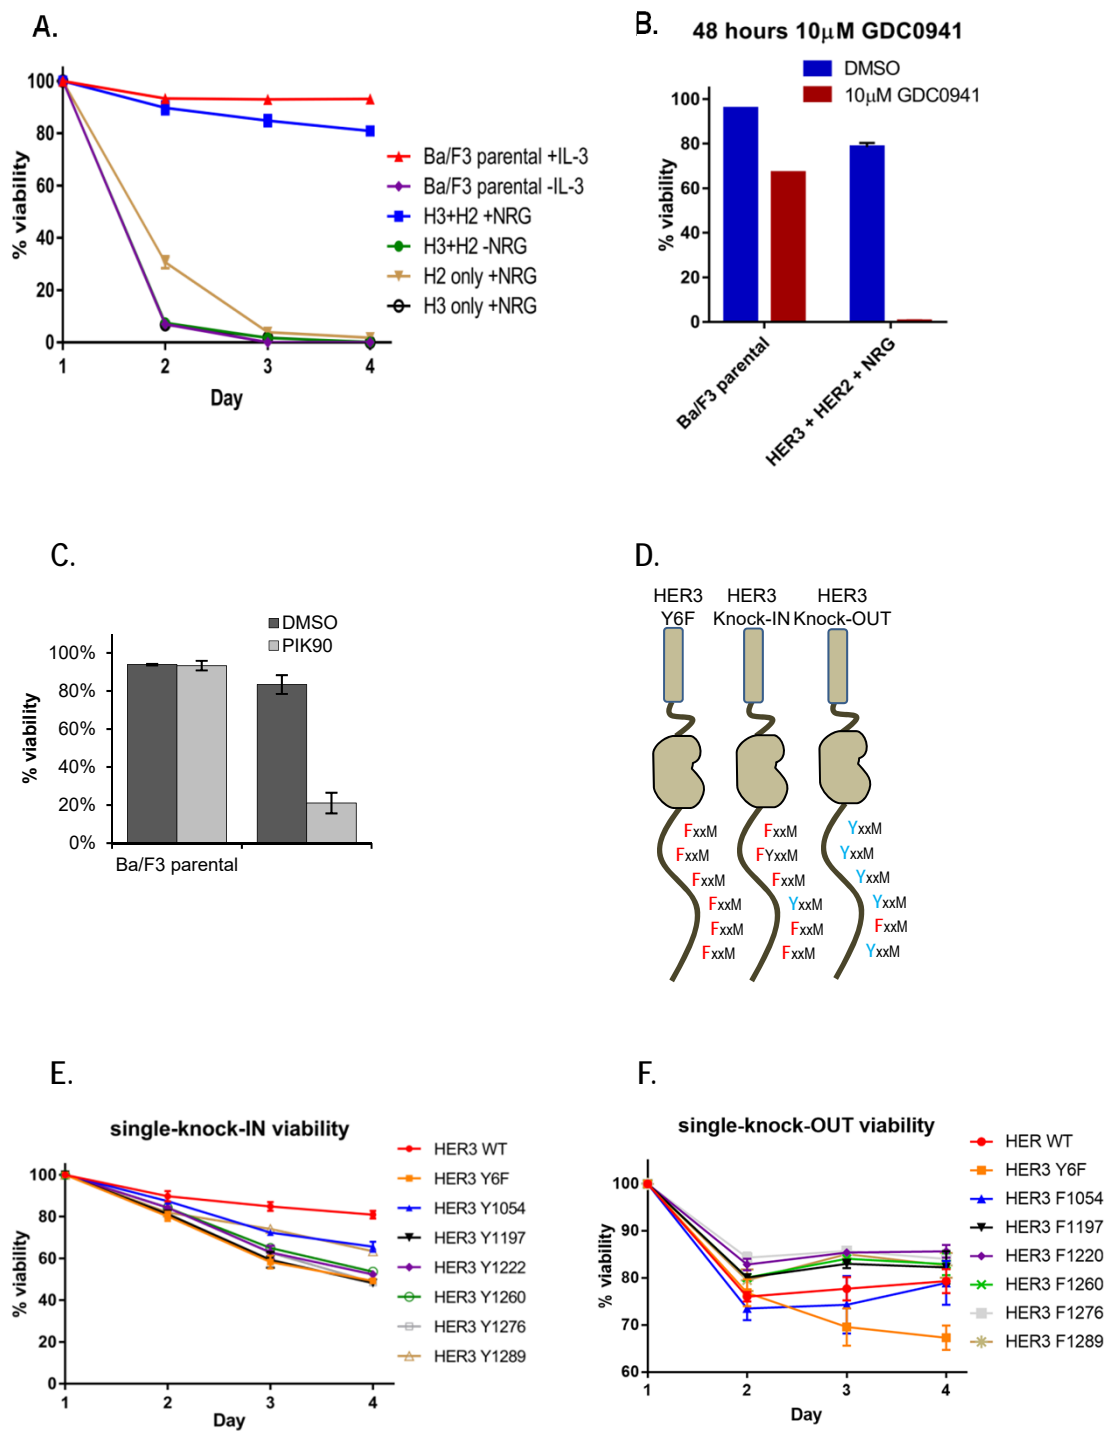 A.
100
80
60
40
20
0
% viability
1 2 3 4
Day
Ba/F3 parental +IL-3
Ba/F3 parental -IL-3
H3+H2 +NRG
H3+H2 -NRG
H2 only +NRG
H3 only +NRG
B.
48 hours 10μM GDC0941
DMSO
10μM GDC0941
100
80
60
40
20
0
% viability
Ba/F3 parental
HER3 + HER2 + NRG
C.
DMSO
PIK90
100%
80%
60%
40%
20%
0%
% viability
Ba/F3 parental
D.
HER3 HER3 HER3
Y6F Knock-IN Knock-OUT
FxxM FxxM YxxM
FxxM FYxxM YxxM
FxxM FxxM YxxM
FxxM YxxM YxxM
FxxM FxxM FxxM
FxxM FxxM YxxM
E.
single-knock-IN viability
100
80
60
40
20
0
% viability
1 2 3 4
Day
HER3 WT
HER3 Y6F
HER3 Y1054
HER3 Y1197
HER3 Y1222
HER3 Y1260
HER3 Y1276
HER3 Y1289
F.
single-knock-OUT viability
100
90
80
70
60
% viability
1 2 3 4
Day
HER WT
HER3 Y6F
HER3 F1054
HER3 F1197
HER3 F1220
HER3 F1260
HER3 F1276
HER3 F1289